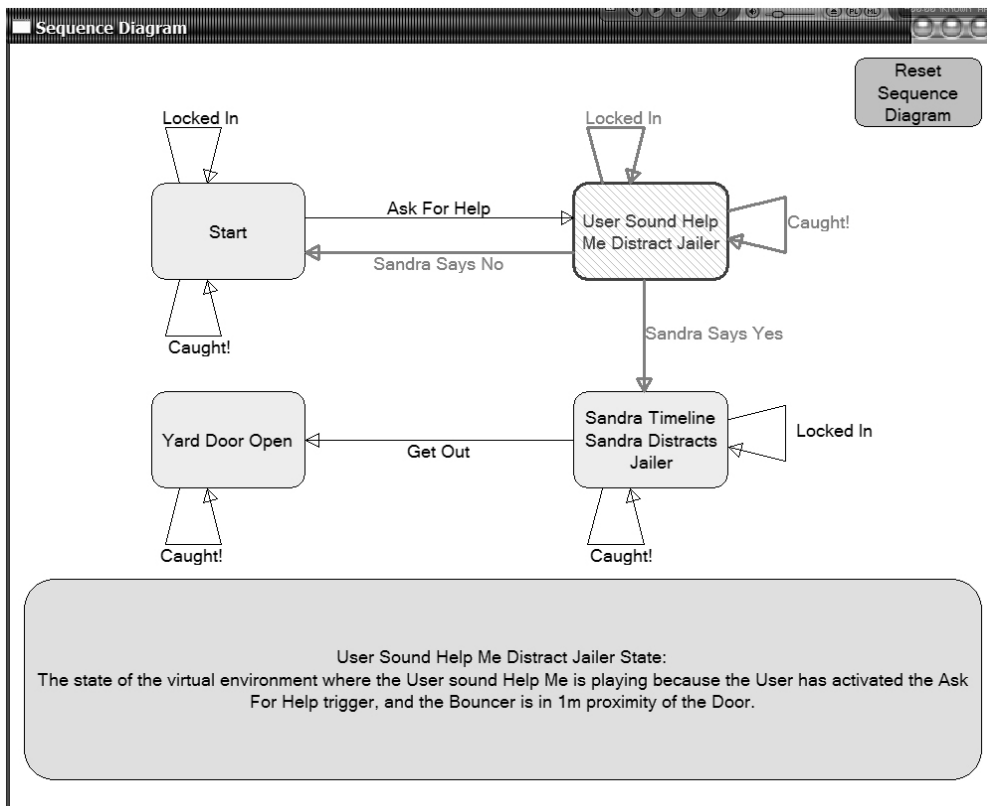 Sequence Diagram
PL
ML
Reset
Sequence
Diagram
Locked In
Locked In
Ask For Help
Start
User Sound Help
Me Distract Jailer
Caught!
Sandra Says No
Caught!
Sandra Says Yes
Yard Door Open
Get Out
Sandra Timeline
Sandra Distracts
Jailer
Locked In
Caught!
Caught!
User Sound Help Me Distract Jailer State:
The state of the virtual environment where the User sound Help Me is playing because the User has activated the Ask
For Help trigger, and the Bouncer is in 1m proximity of the Door.